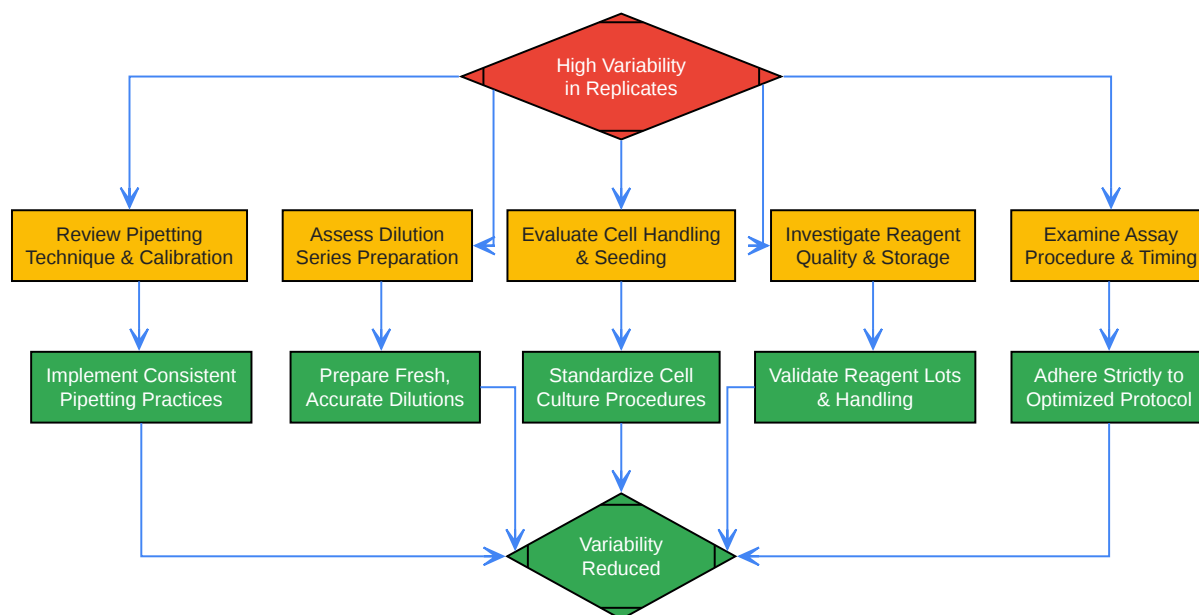 High Variability
in Replicates
Review Pipetting
Technique & Calibration
Assess Dilution
Series Preparation
Evaluate Cell Handling
& Seeding
Investigate Reagent
Quality & Storage
Examine Assay
Procedure & Timing
Implement Consistent
Pipetting Practices
Prepare Fresh,
Accurate Dilutions
Standardize Cell
Culture Procedures
Validate Reagent Lots
& Handling
Adhere Strictly to
Optimized Protocol
Variability
Reduced